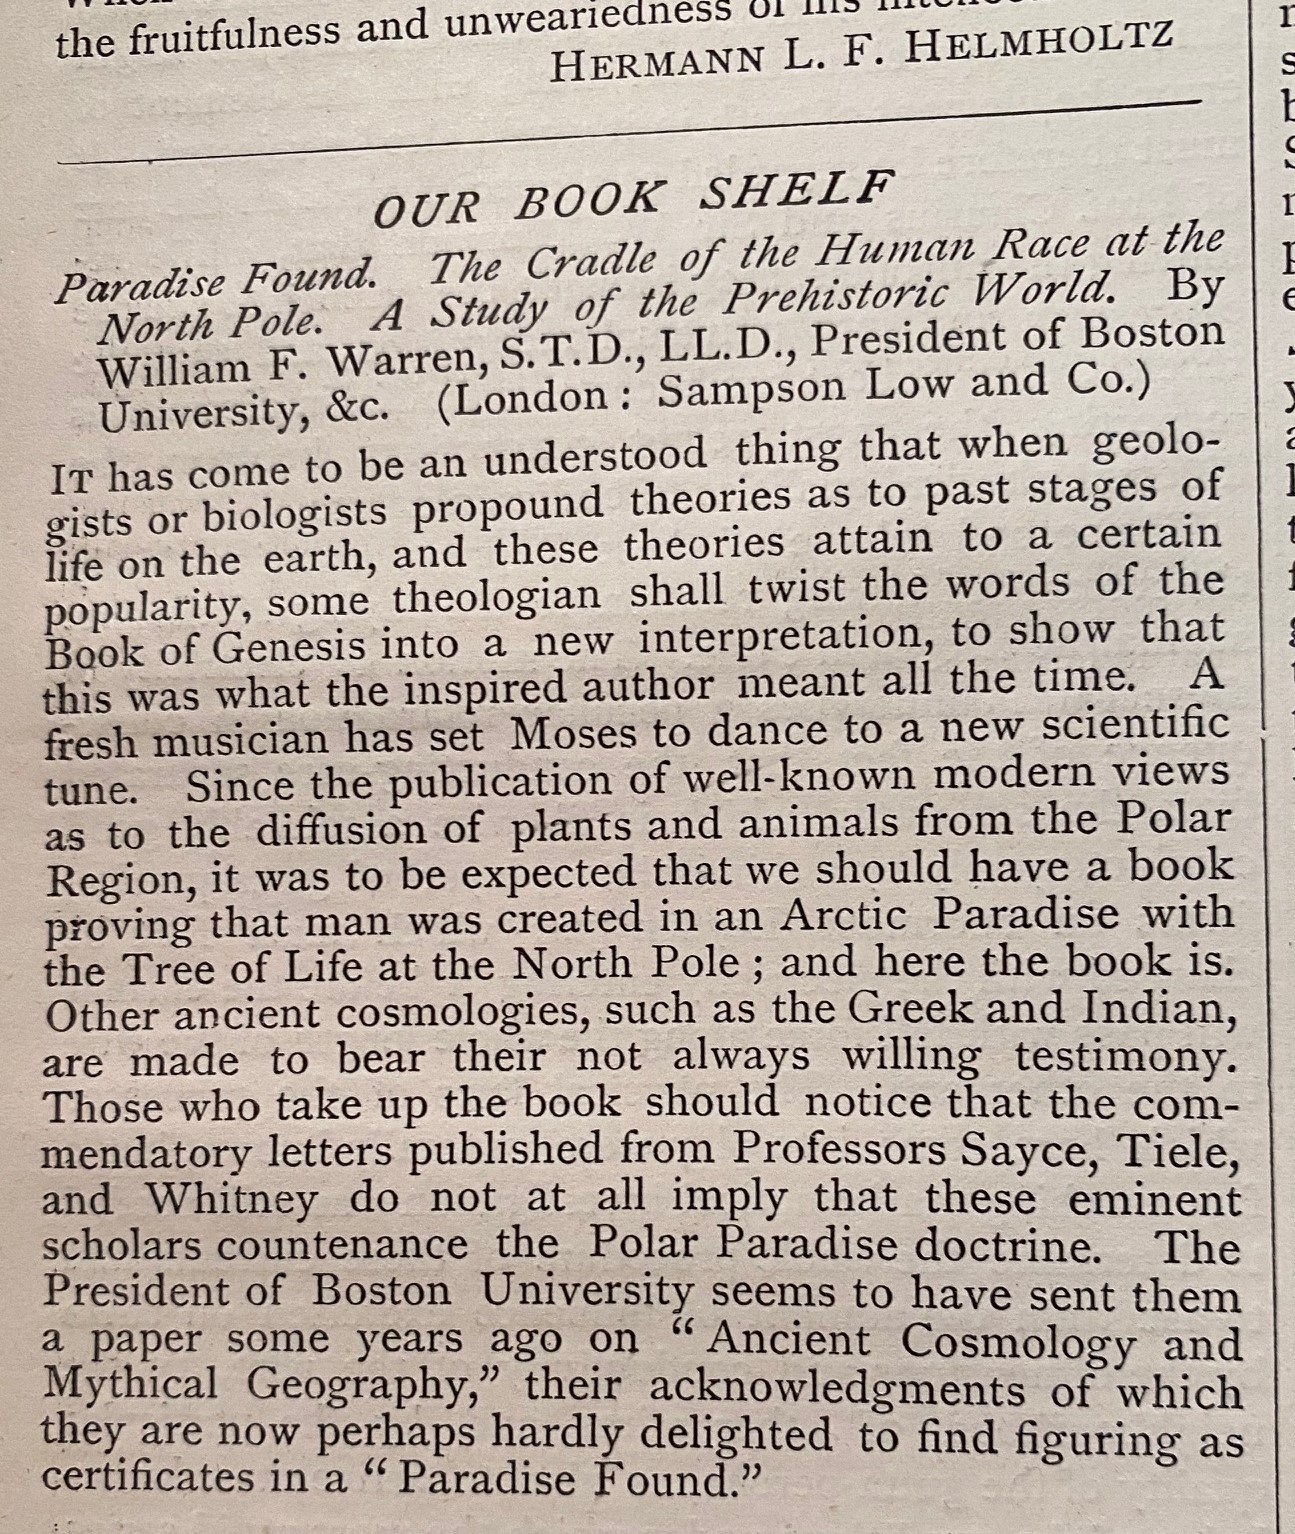 the fruitfulness and unweariedness of his
HERMANN L. F. HELMHOLTZ
OUR BOOK SHELF
Paradise Found. The Cradle of the Human Race at the
North Pole. A Study of the Prehistoric World. By
William F. Warren, S.T.D., LL.D., President of Boston
University, &c. (London: Sampson Low and Co.)
IT has come to be an understood thing that when geolo-
gists or biologists propound theories as to past stages of
life on the earth, and these theories attain to a certain
popularity, some theologian shall twist the words of the
Book of Genesis into a new interpretation, to show that
this was what the inspired author meant all the time. A
fresh musician has set Moses to dance to a new scientific
tune. Since the publication of well-known modern views
as to the diffusion of plants and animals from the Polar
Region, it was to be expected that we should have a book
proving that man was created in an Arctic Paradise with
the Tree of Life at the North Pole; and here the book is.
Other ancient cosmologies, such as the Greek and Indian,
are made to bear their not always willing testimony.
Those who take up the book should notice that the com-
mendatory letters published from Professors Sayce, Tiele,
and Whitney do not at all imply that these eminent
scholars countenance the Polar Paradise doctrine. The
President of Boston University seems to have sent them
a paper some years ago on “Ancient Cosmology and
Mythical Geography,” their acknowledgments of which
they are now perhaps hardly delighted to find figuring as
certificates in a “Paradise Found.”